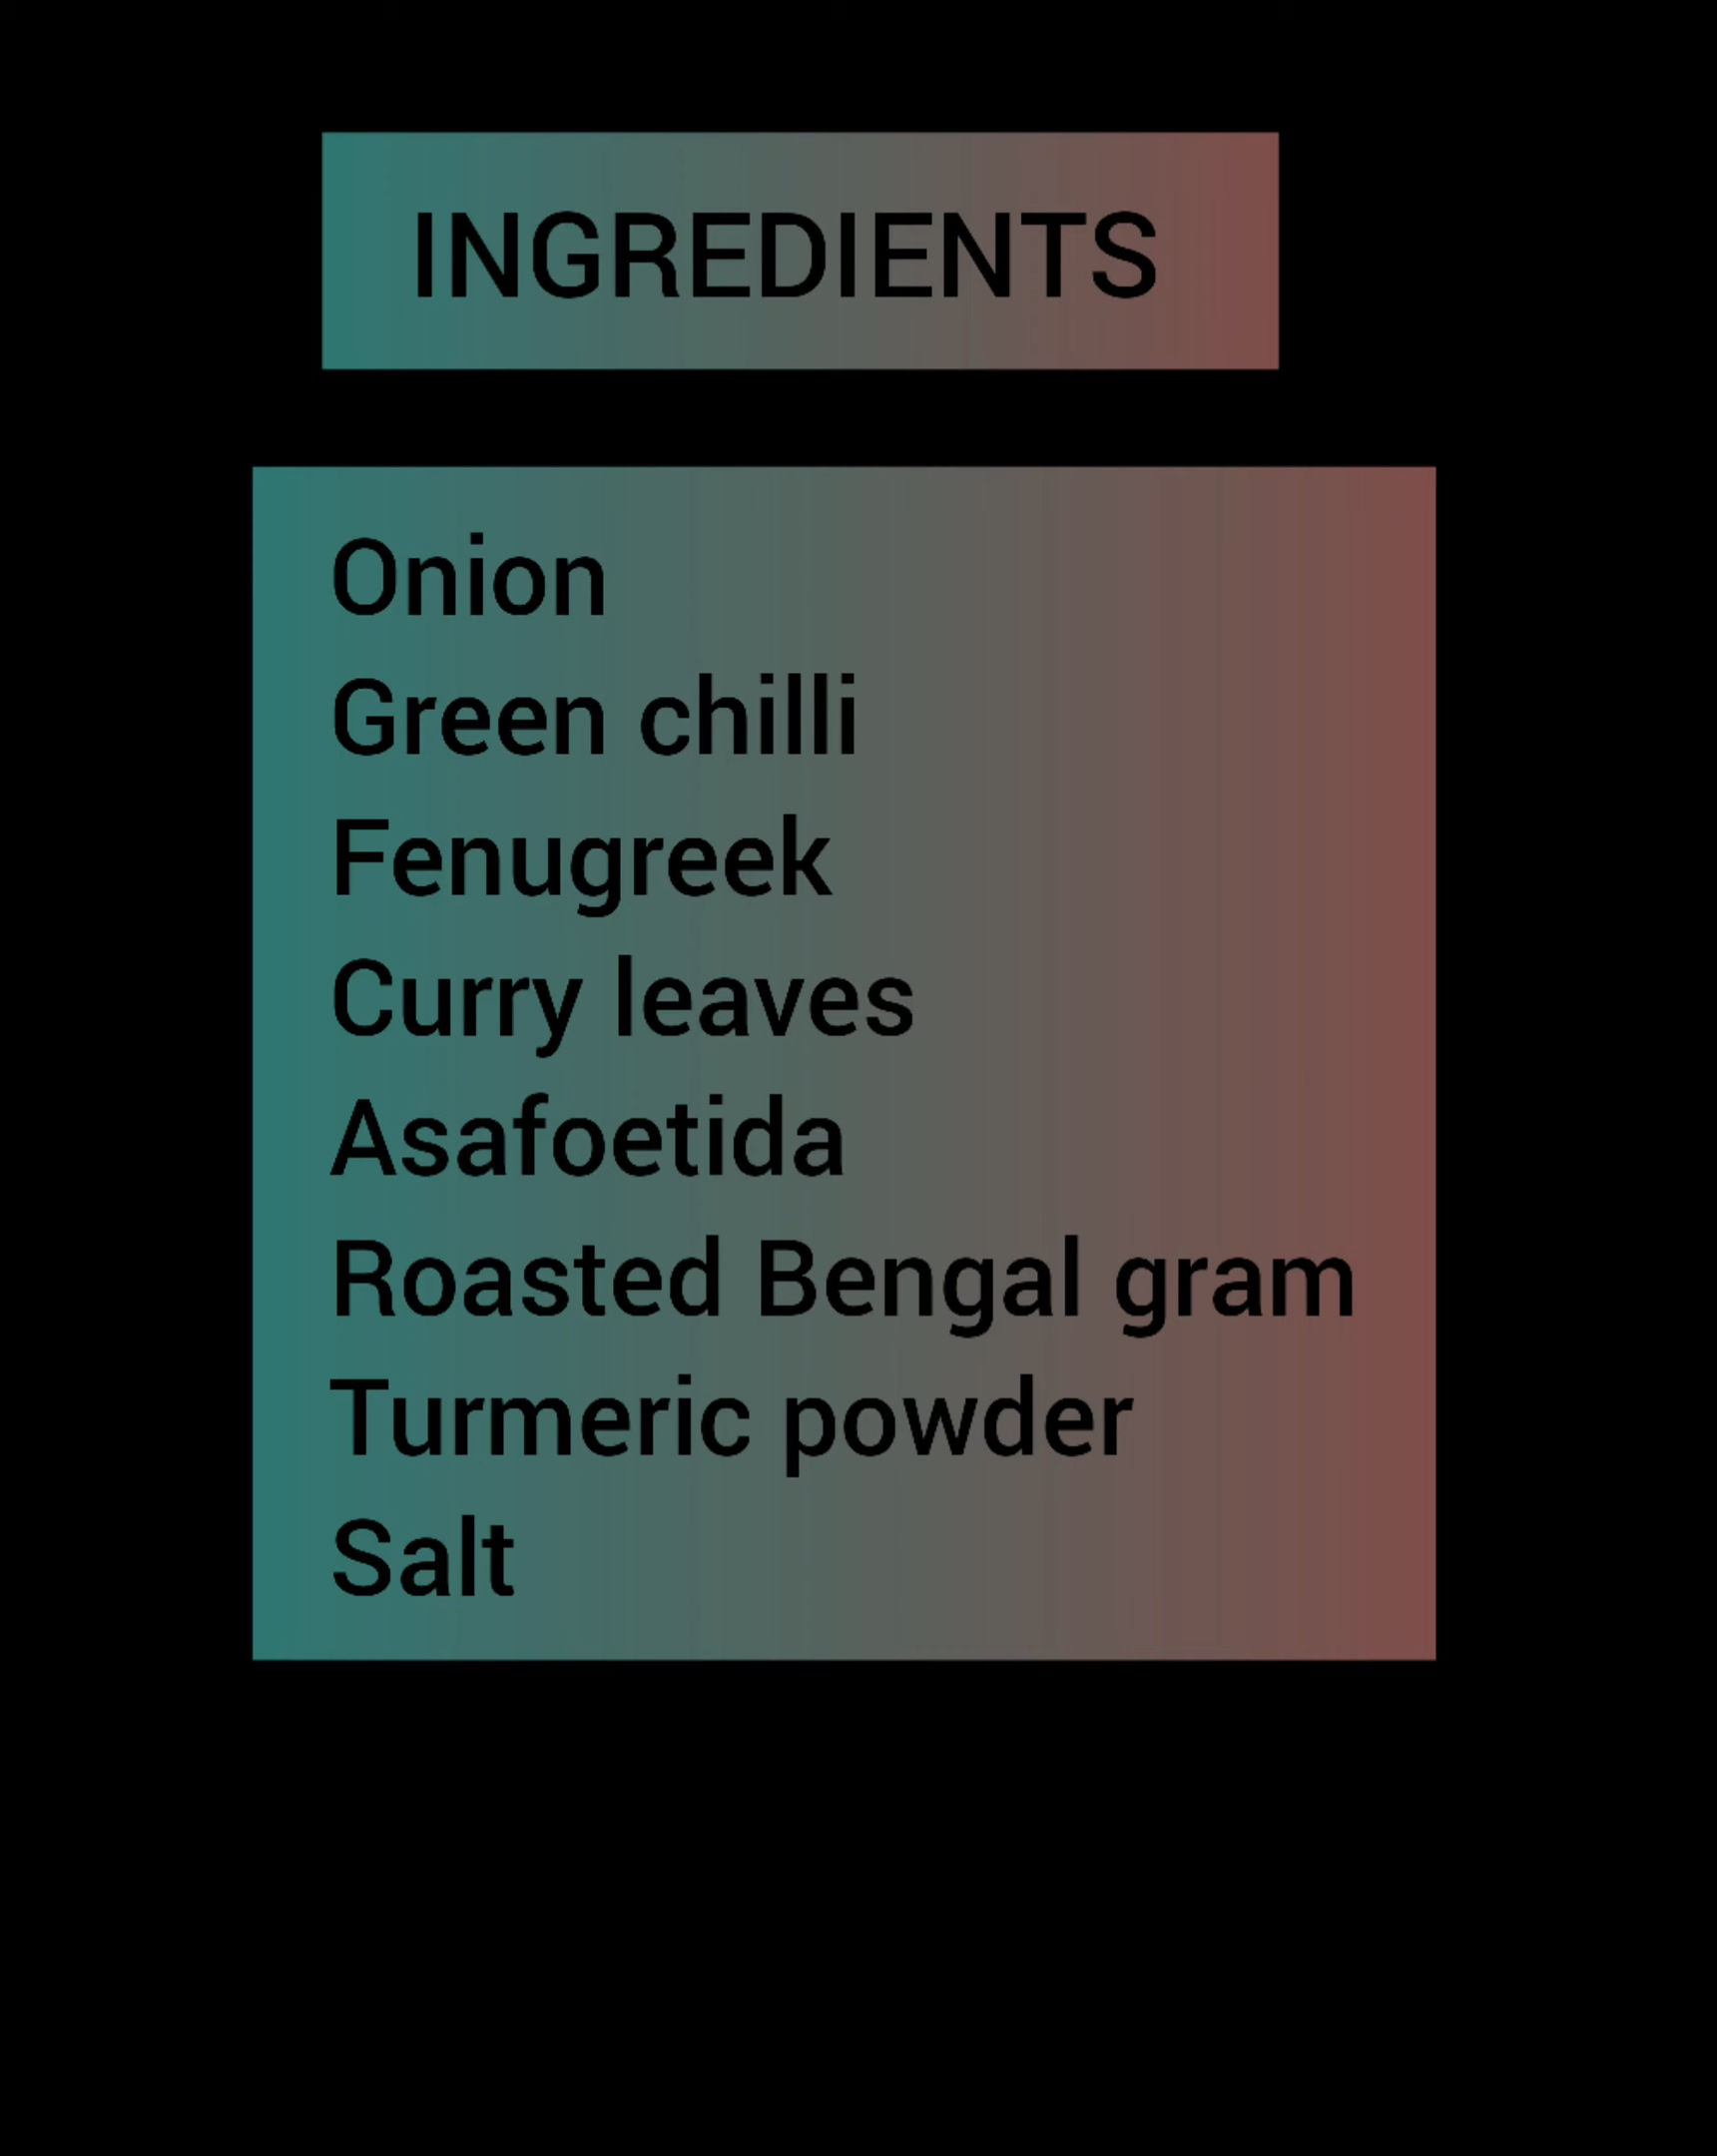 INGREDIENTS
Onion
Green chilli
Fenugreek
Curry leaves
Asafoetida
Roasted Bengal gram
Turmeric powder
Salt